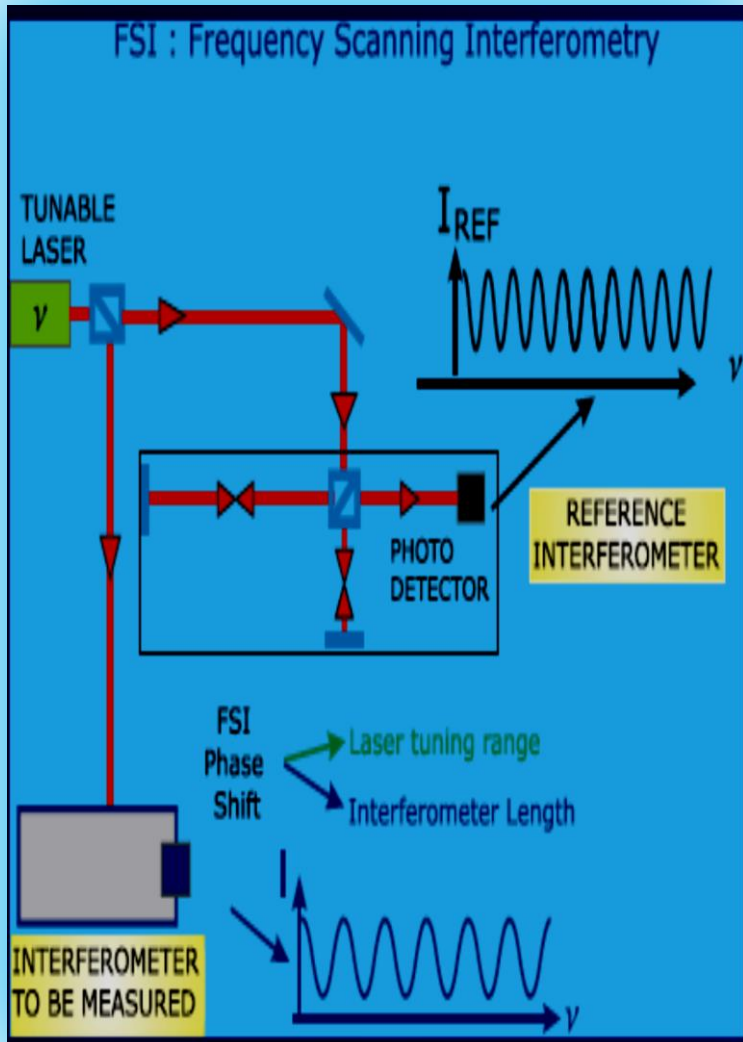 FSI : Frequency Scanning Interferometry
TUNABLE
LASER
ν
I REF
ν
REFERENCE
INTERFEROMETER
PHOTO
DETECTOR
FSI
Phase
Shift
Laser tuning range
Interferometer Length
I
ν
INTERFEROMETER
TO BE MEASURED